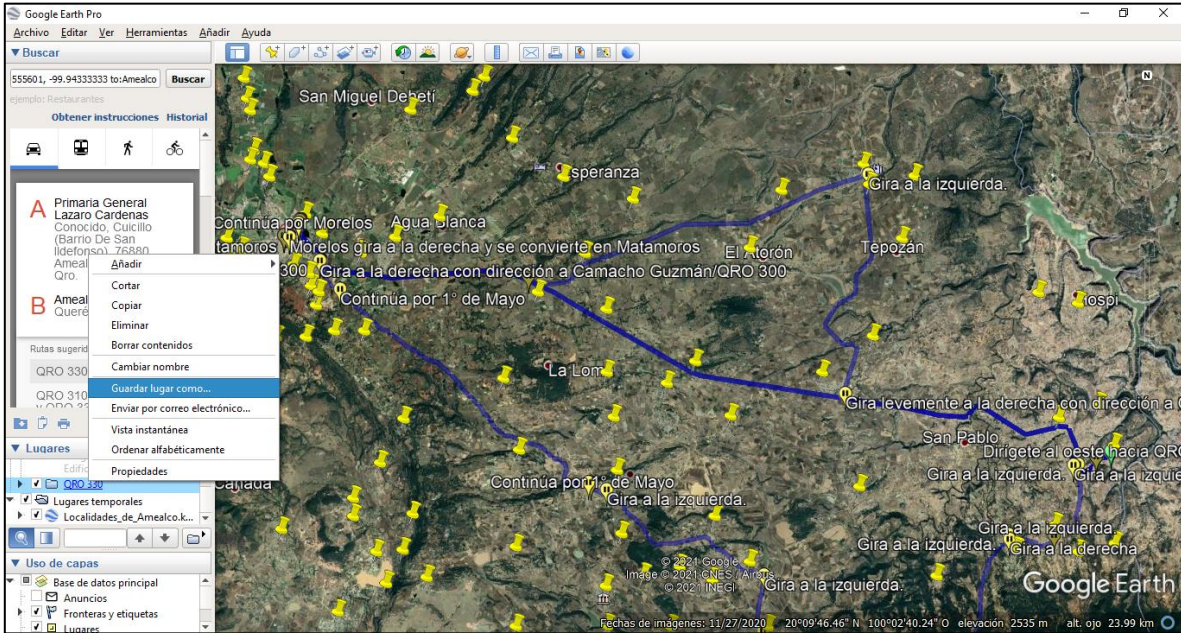 Google Earth Pro
Archivo Editar Ver Herramientas Añadir Ayuda
Buscar
555601, -99.94333333 to:Amealco
Buscar
ejemplo: Restaurantes
Obtener instrucciones Historial
A Primaria General
Lazaro Cardenas
Conocido, Cuicillo
(Barrio De San
Ildefonso), 76880
Ameal
Qro.
B Ameal
Queré
Rutas sugerid
QRO 330
QRO 310
Añadir
Cortar
Copiar
Eliminar
Borrar contenidos
Cambiar nombre
Guardar lugar como...
Enviar por correo electrónico...
Vista instantánea
Ordenar alfabéticamente
Propiedades
Lugares
Edific
QRO 330
Lugares temporales
Localidades_de_Amealco.k...
Uso de capas
Base de datos principal
Anuncios
Fronteras y etiquetas
Lugares
N
San Miguel Dehetí
Esperanza
Gira a la izquierda.
Continúa por Morelos
Agua Blanca
tamoros
Morelos gira a la derecha y se convierte en Matamoros
El Atorón
Tepozán
300
Gira a la derecha con dirección a Camacho Guzmán/QRO 300
Continúa por 1° de Mayo
ospi
La Loma
Gira levemente a la derecha con dirección a
San Pablo
Dirígete al oeste hacia QRO
Gira a la izquierda.
Gira a la izquie
Continúa por 1° de Mayo
Gira a la izquierda.
Cañada
Gira a la izquierda.
Gira a la izquierda.
Gira a la derecha
Gira a la izquierda.
© 2021 Google
Image © 2021 CNES / Airbus
© 2021 INEGI
Google Earth
Fechas de imágenes: 11/27/2020 20°09'46.46" N 100°02'40.24" O elevación 2535 m alt. ojo 23.99 km